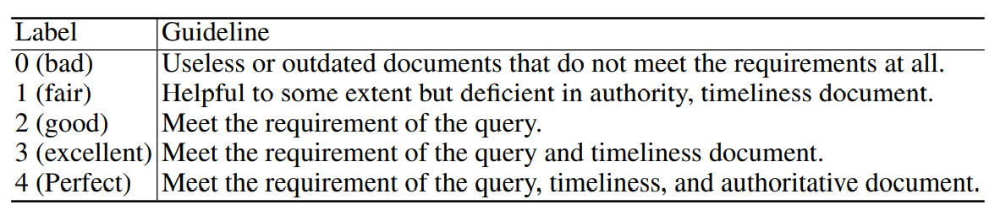 Label Guideline
0 (bad) Useless or outdated documents that do not meet the requirements at all.
1 (fair) Helpful to some extent but deficient in authority, timeliness document.
2 (good) Meet the requirement of the query.
3 (excellent) Meet the requirement of the query and timeliness document.
4 (Perfect) Meet the requirement of the query, timeliness, and authoritative document.